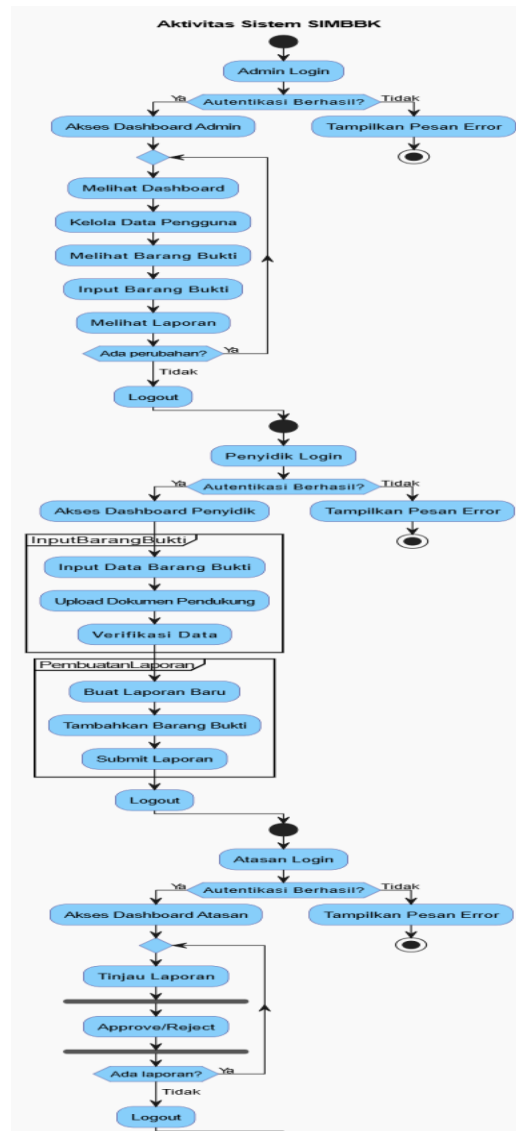 Aktivitas Sistem SIMBBK
Admin Login
Ya
Autentikasi Berhasil?
Tidak
Akses Dashboard Admin
Tampilkan Pesan Error
Melihat Dashboard
Kelola Data Pengguna
Melihat Barang Bukti
Input Barang Bukti
Melihat Laporan
Ada perubahan?
Ya
Tidak
Logout
Penyidik Login
Ya
Autentikasi Berhasil?
Tidak
Akses Dashboard Penyidik
Tampilkan Pesan Error
InputBarangBukti
Input Data Barang Bukti
Upload Dokumen Pendukung
Verifikasi Data
PembuatanLaporan
Buat Laporan Baru
Tambahkan Barang Bukti
Submit Laporan
Logout
Atasan Login
Ya
Autentikasi Berhasil?
Tidak
Akses Dashboard Atasan
Tampilkan Pesan Error
Tinjau Laporan
Approve/Reject
Ada laporan?
Ya
Tidak
Logout